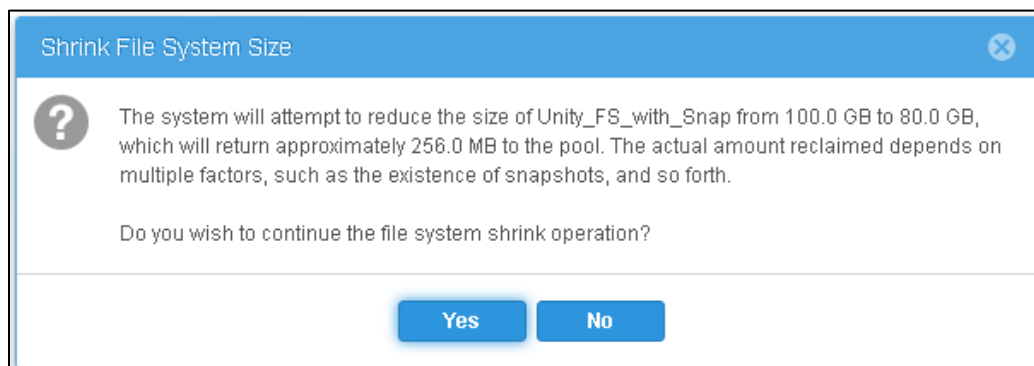 Shrink File System Size
The system will attempt to reduce the size of Unity_FS_with_Snap from 100.0 GB to 80.0 GB,
which will return approximately 256.0 MB to the pool. The actual amount reclaimed depends on
multiple factors, such as the existence of snapshots, and so forth.
Do you wish to continue the file system shrink operation?
Yes No